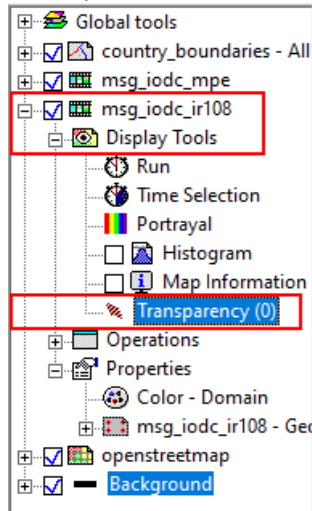 Global tools
country_boundaries - All
msg_iodc_mpe
msg_iodc_ir108
Display Tools
Run
Time Selection
Portrayal
Histogram
Map Information
Transparency (0)
Operations
Properties
Color - Domain
msg_iodc_ir108 - Geo
openstreetmap
Background